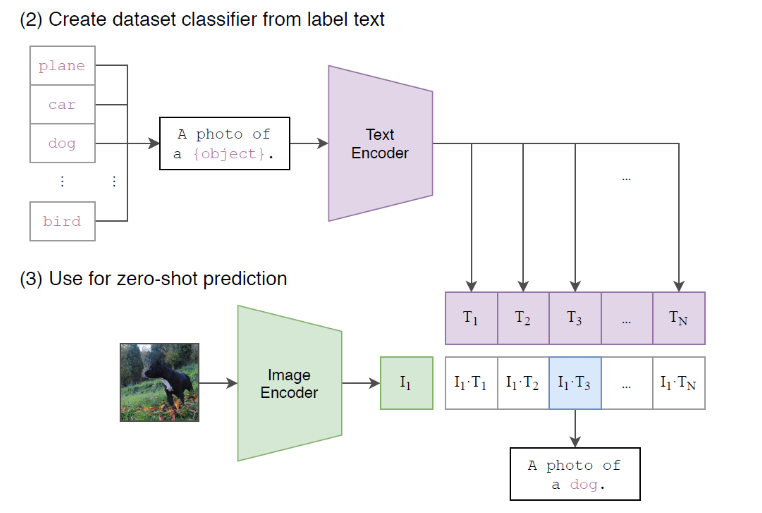 (2) Create dataset classifier from label text
plane
car
dog
⋮ ⋮
bird
A photo of
a {object}.
Text
Encoder
...
(3) Use for zero-shot prediction
Image
Encoder
I₁
T₁ T₂ T₃ ... T_N
I₁·T₁ I₁·T₂ I₁·T₃ ... I₁·T_N
A photo of
a dog.